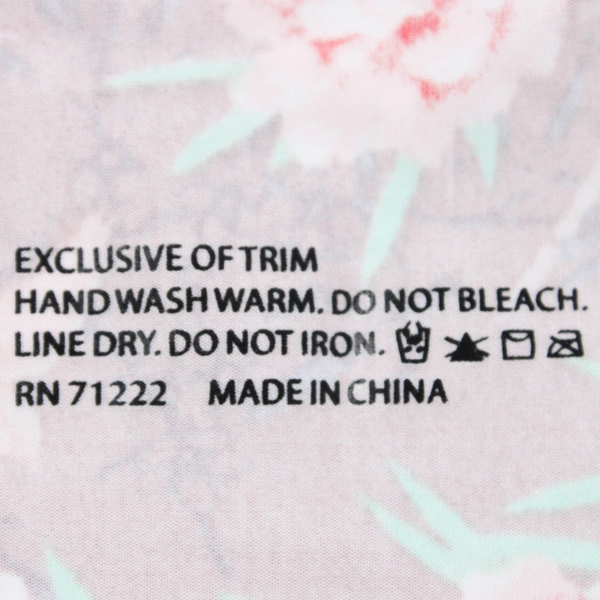 EXCLUSIVE OF TRIM
HAND WASH WARM. DO NOT BLEACH.
LINE DRY. DO NOT IRON.
RN 71222 MADE IN CHINA